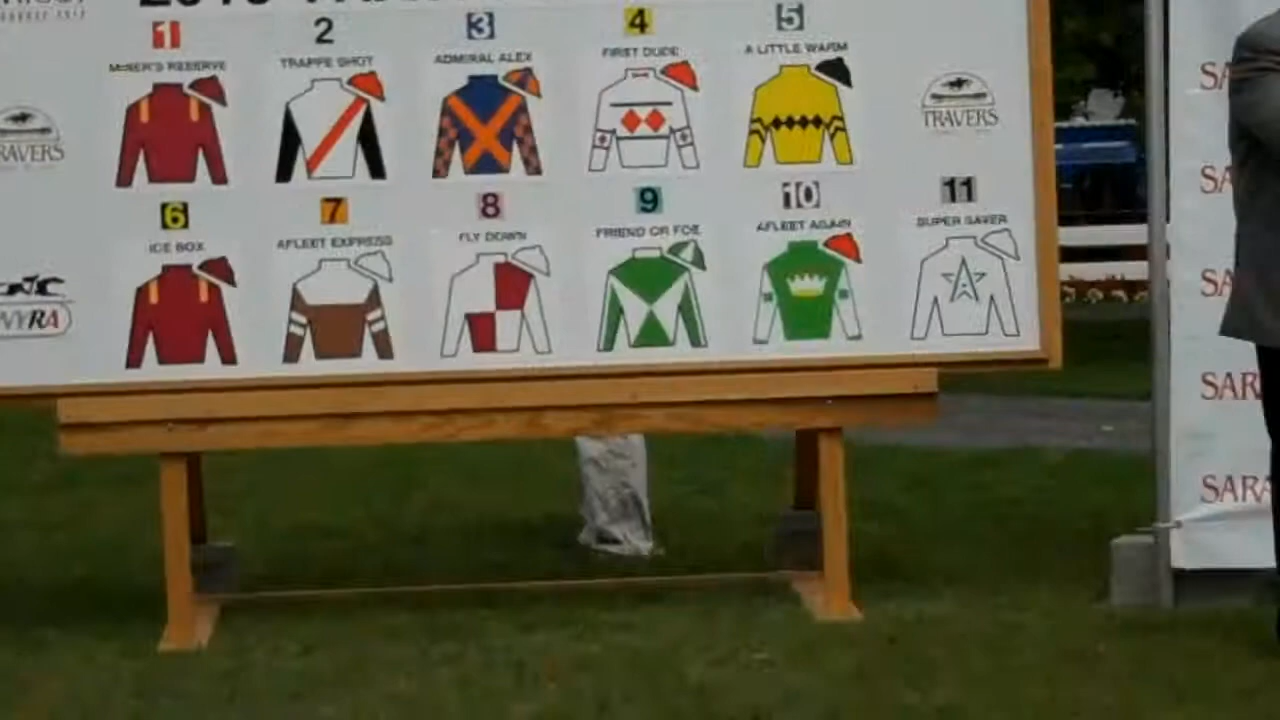 1 2 3 4 5
MINER'S RESERVE TRAPPE SHOT ADMIRAL ALEX FIRST DUDE A LITTLE WARM
TRAVERS
RAVERS
6 7 8 9 10 11
ICE BOX AFLEET EXPRESS FLY DOWN FRIEND OR FOE AFLEET AGAIN SUPER SAVER
NYRA
SA
SA
SA
SAR
SARA